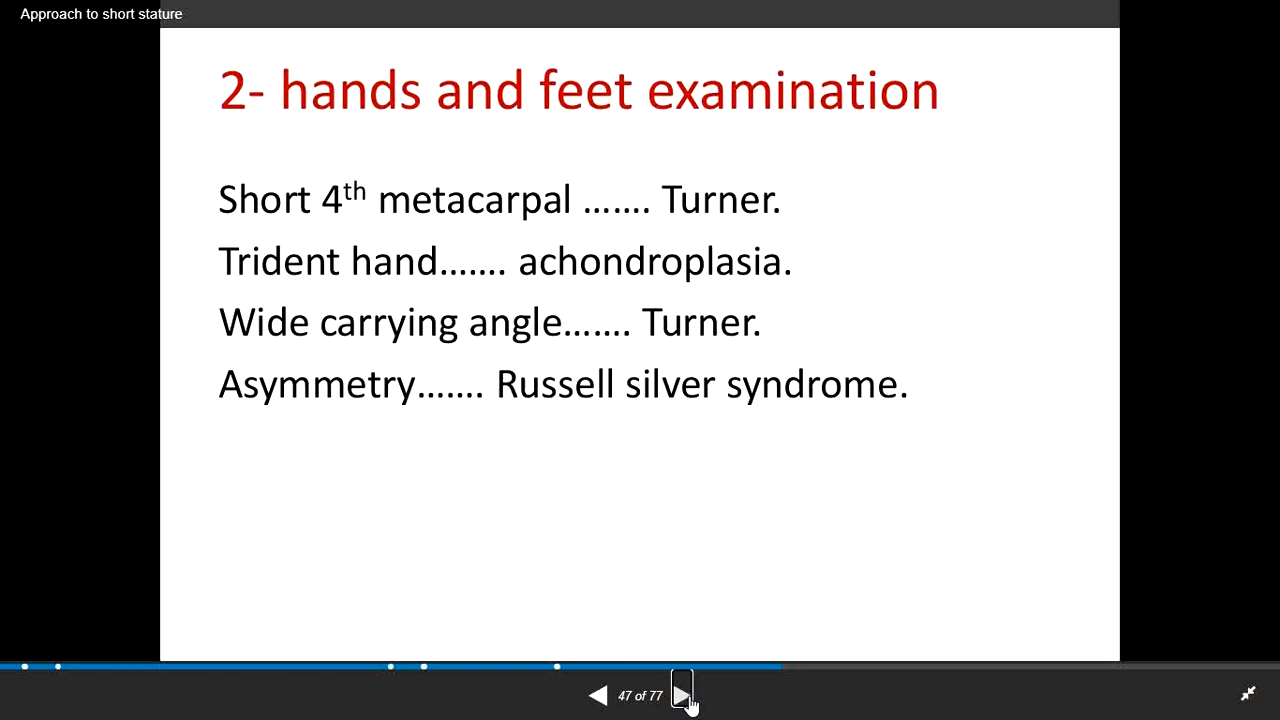 Approach to short stature
2- hands and feet examination
Short 4th metacarpal ....... Turner.
Trident hand....... achondroplasia.
Wide carrying angle....... Turner.
Asymmetry....... Russell silver syndrome.
47 of 77